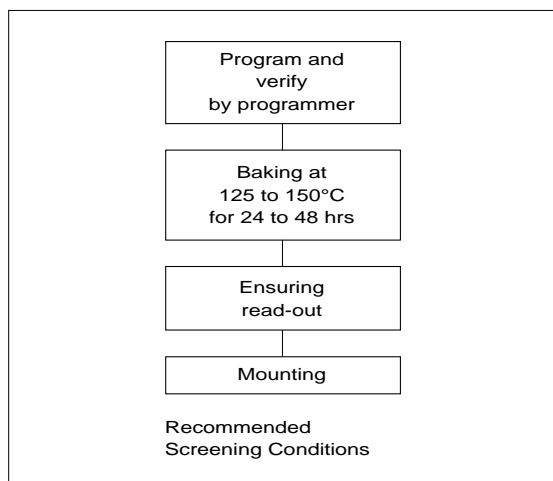 Program and
verify
by programmer
Baking at
125 to 150°C
for 24 to 48 hrs
Ensuring
read-out
Mounting
Recommended
Screening Conditions